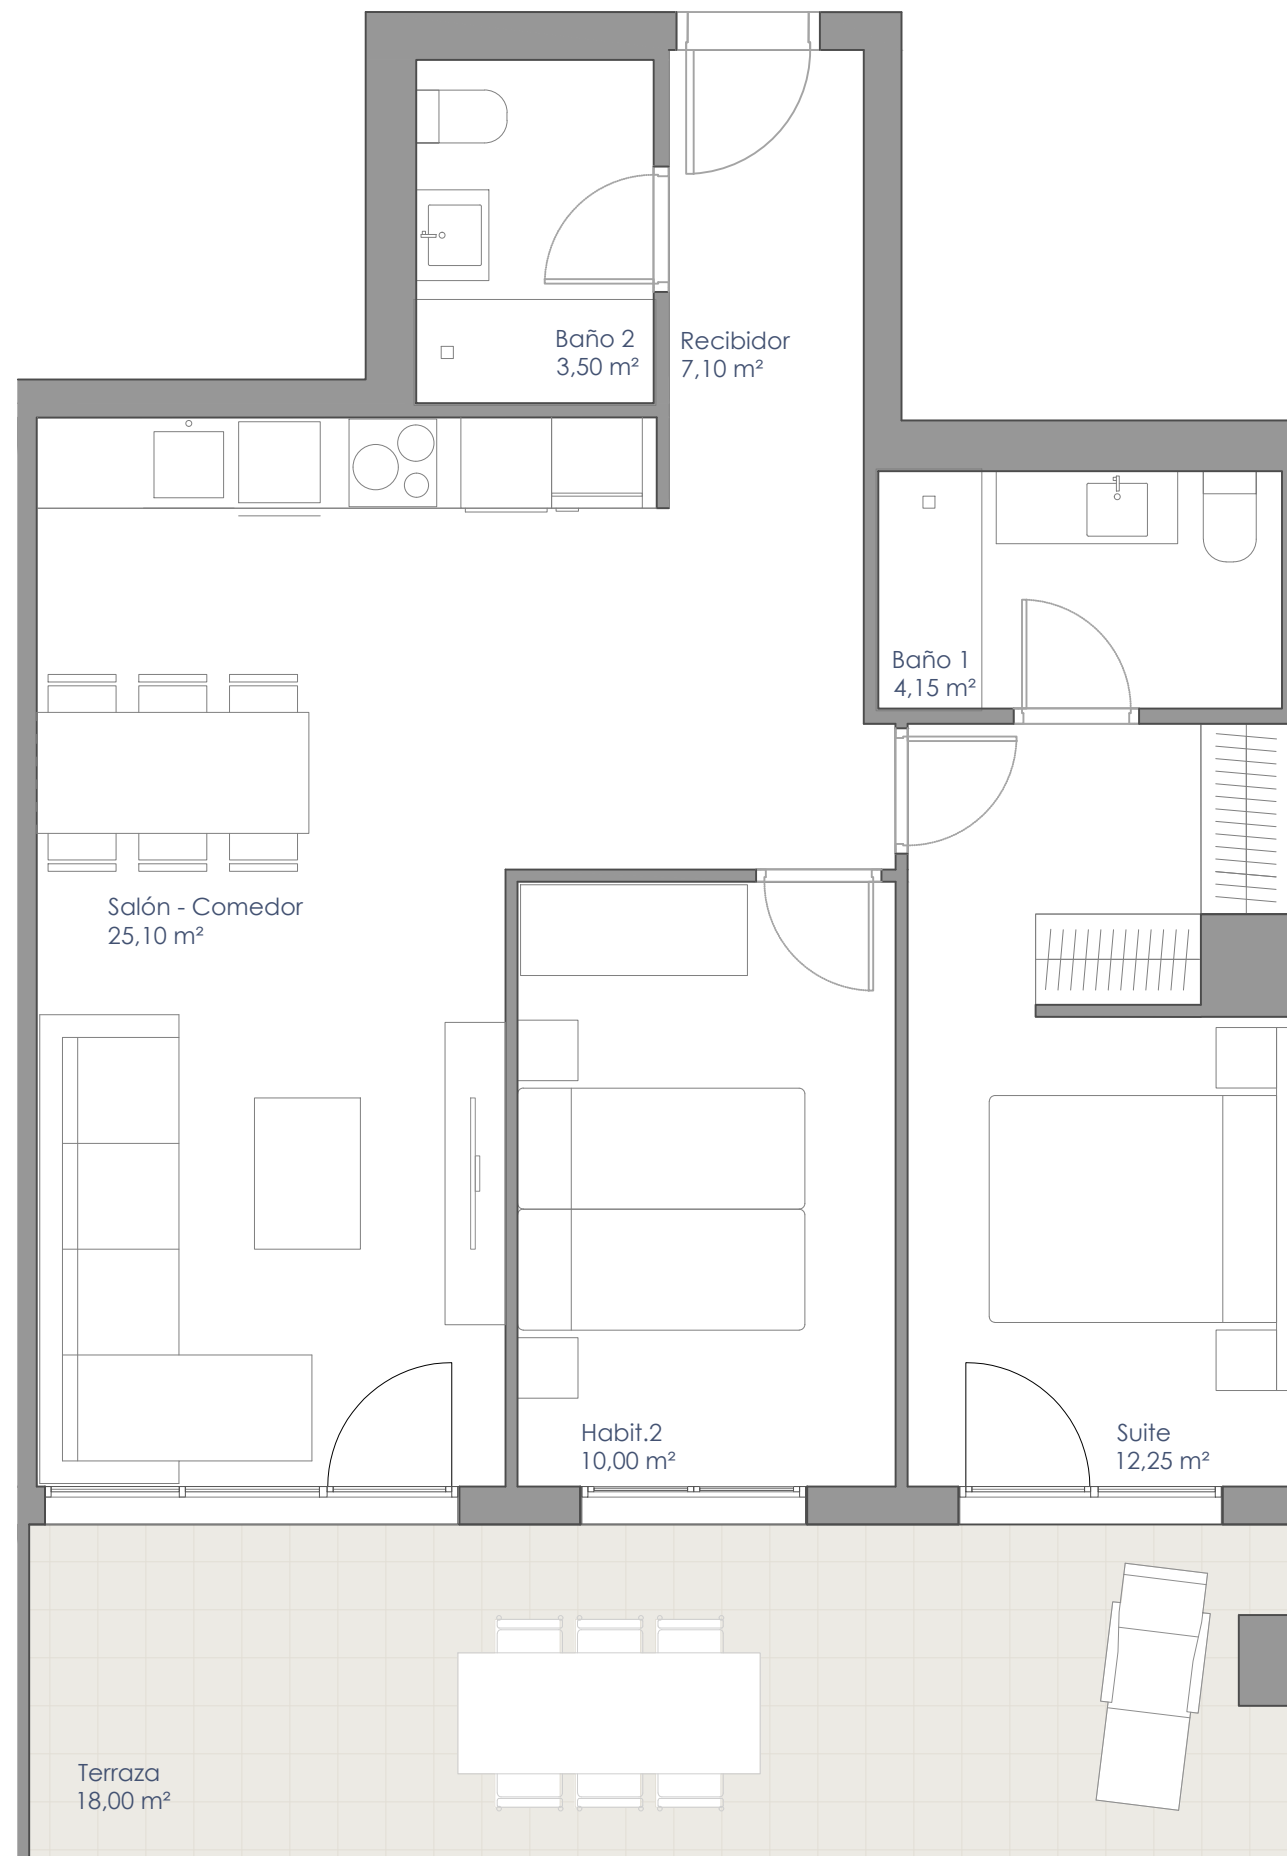 Baño 2
3,50 m²
Recibidor
7,10 m²
Baño 1
4,15 m²
Salón - Comedor
25,10 m²
Habit.2
10,00 m²
Suite
12,25 m²
Terraza
18,00 m²